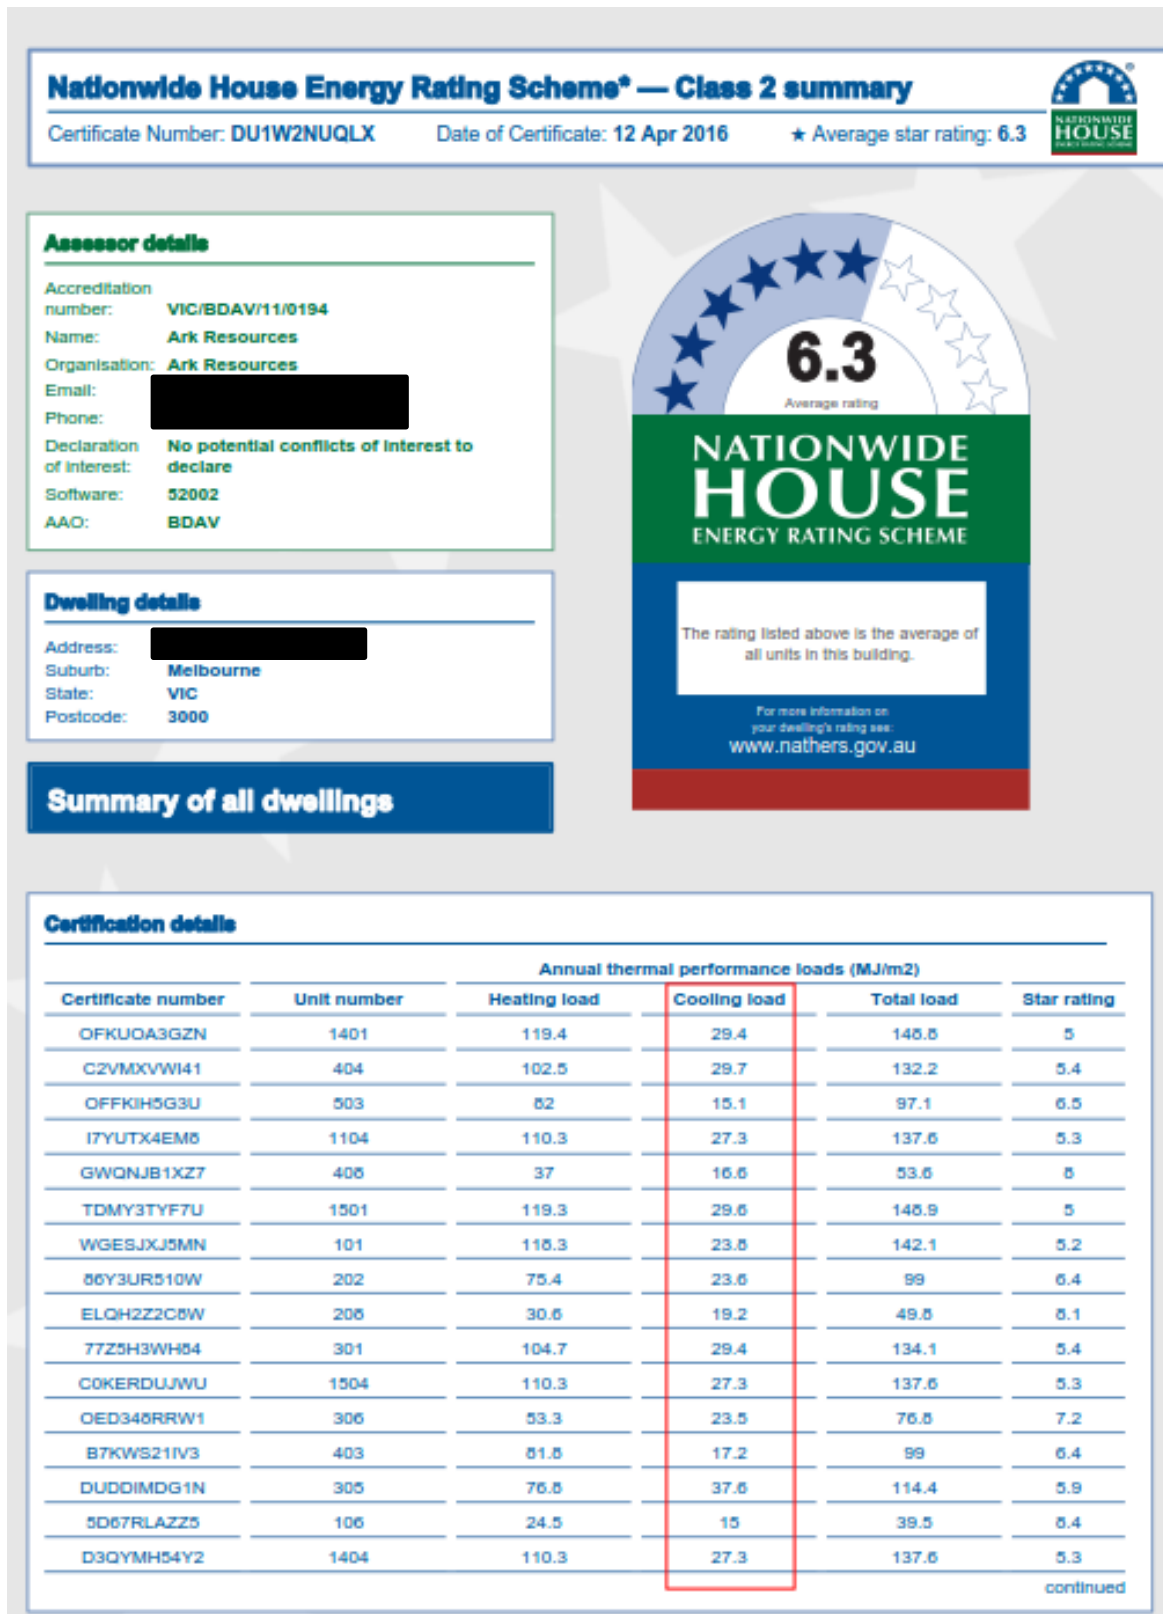 Nationwide House Energy Rating Scheme* — Class 2 summary
Certificate Number: DU1W2NUQLX Date of Certificate: 12 Apr 2016 ★ Average star rating: 6.3
NATIONWIDE
HOUSE
ENERGY RATING SCHEME
Assessor details
Accreditation
number: VIC/BDAV/11/0194
Name: Ark Resources
Organisation: Ark Resources
Email:
Phone:
Declaration No potential conflicts of interest to
of interest: declare
Software: 52002
AAO: BDAV
6.3
Average rating
NATIONWIDE
HOUSE
ENERGY RATING SCHEME
The rating listed above is the average of
all units in this building.
For more information on
your dwelling's rating see:
www.nathers.gov.au
Dwelling details
Address:
Suburb: Melbourne
State: VIC
Postcode: 3000
Summary of all dwellings
Certification details
Annual thermal performance loads (MJ/m2)
Certificate number Unit number Heating load Cooling load Total load Star rating
OFKUOA3GZN 1401 119.4 29.4 148.8 5
C2VMXVWI41 404 102.5 29.7 132.2 5.4
OFFKIH5G3U 503 82 15.1 97.1 6.5
I7YUTX4EM8 1104 110.3 27.3 137.6 5.3
GWQNJB1XZ7 408 37 16.6 53.6 8
TDMY3TYF7U 1501 119.3 29.6 148.9 5
WGESJXJ5MN 101 118.3 23.8 142.1 5.2
86Y3UR510W 202 75.4 23.6 99 6.4
ELQH2Z2C8W 208 30.6 19.2 49.8 8.1
77Z5H3WH84 301 104.7 29.4 134.1 5.4
C0KERDUJWU 1504 110.3 27.3 137.6 5.3
OED348RRW1 306 53.3 23.5 76.8 7.2
B7KWS21IV3 403 81.8 17.2 99 6.4
DUDDIMDG1N 305 76.8 37.6 114.4 5.9
5D67RLAZZ5 106 24.5 15 39.5 8.4
D3QYMH54Y2 1404 110.3 27.3 137.6 5.3
continued